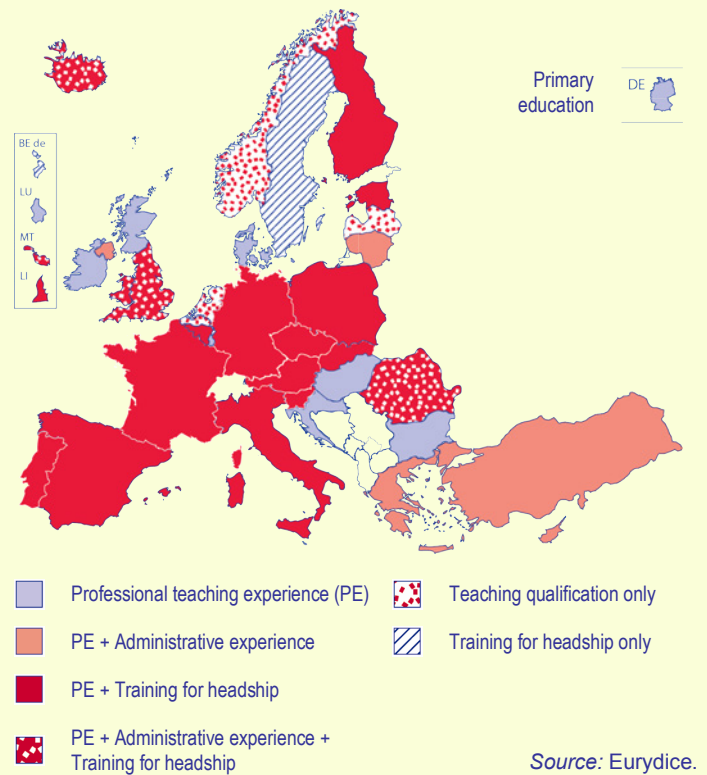 Primary
education
DE
BE de
LU
MT
LI
Professional teaching experience (PE)
Teaching qualification only
PE + Administrative experience
Training for headship only
PE + Training for headship
PE + Administrative experience +
Training for headship
Source: Eurydice.